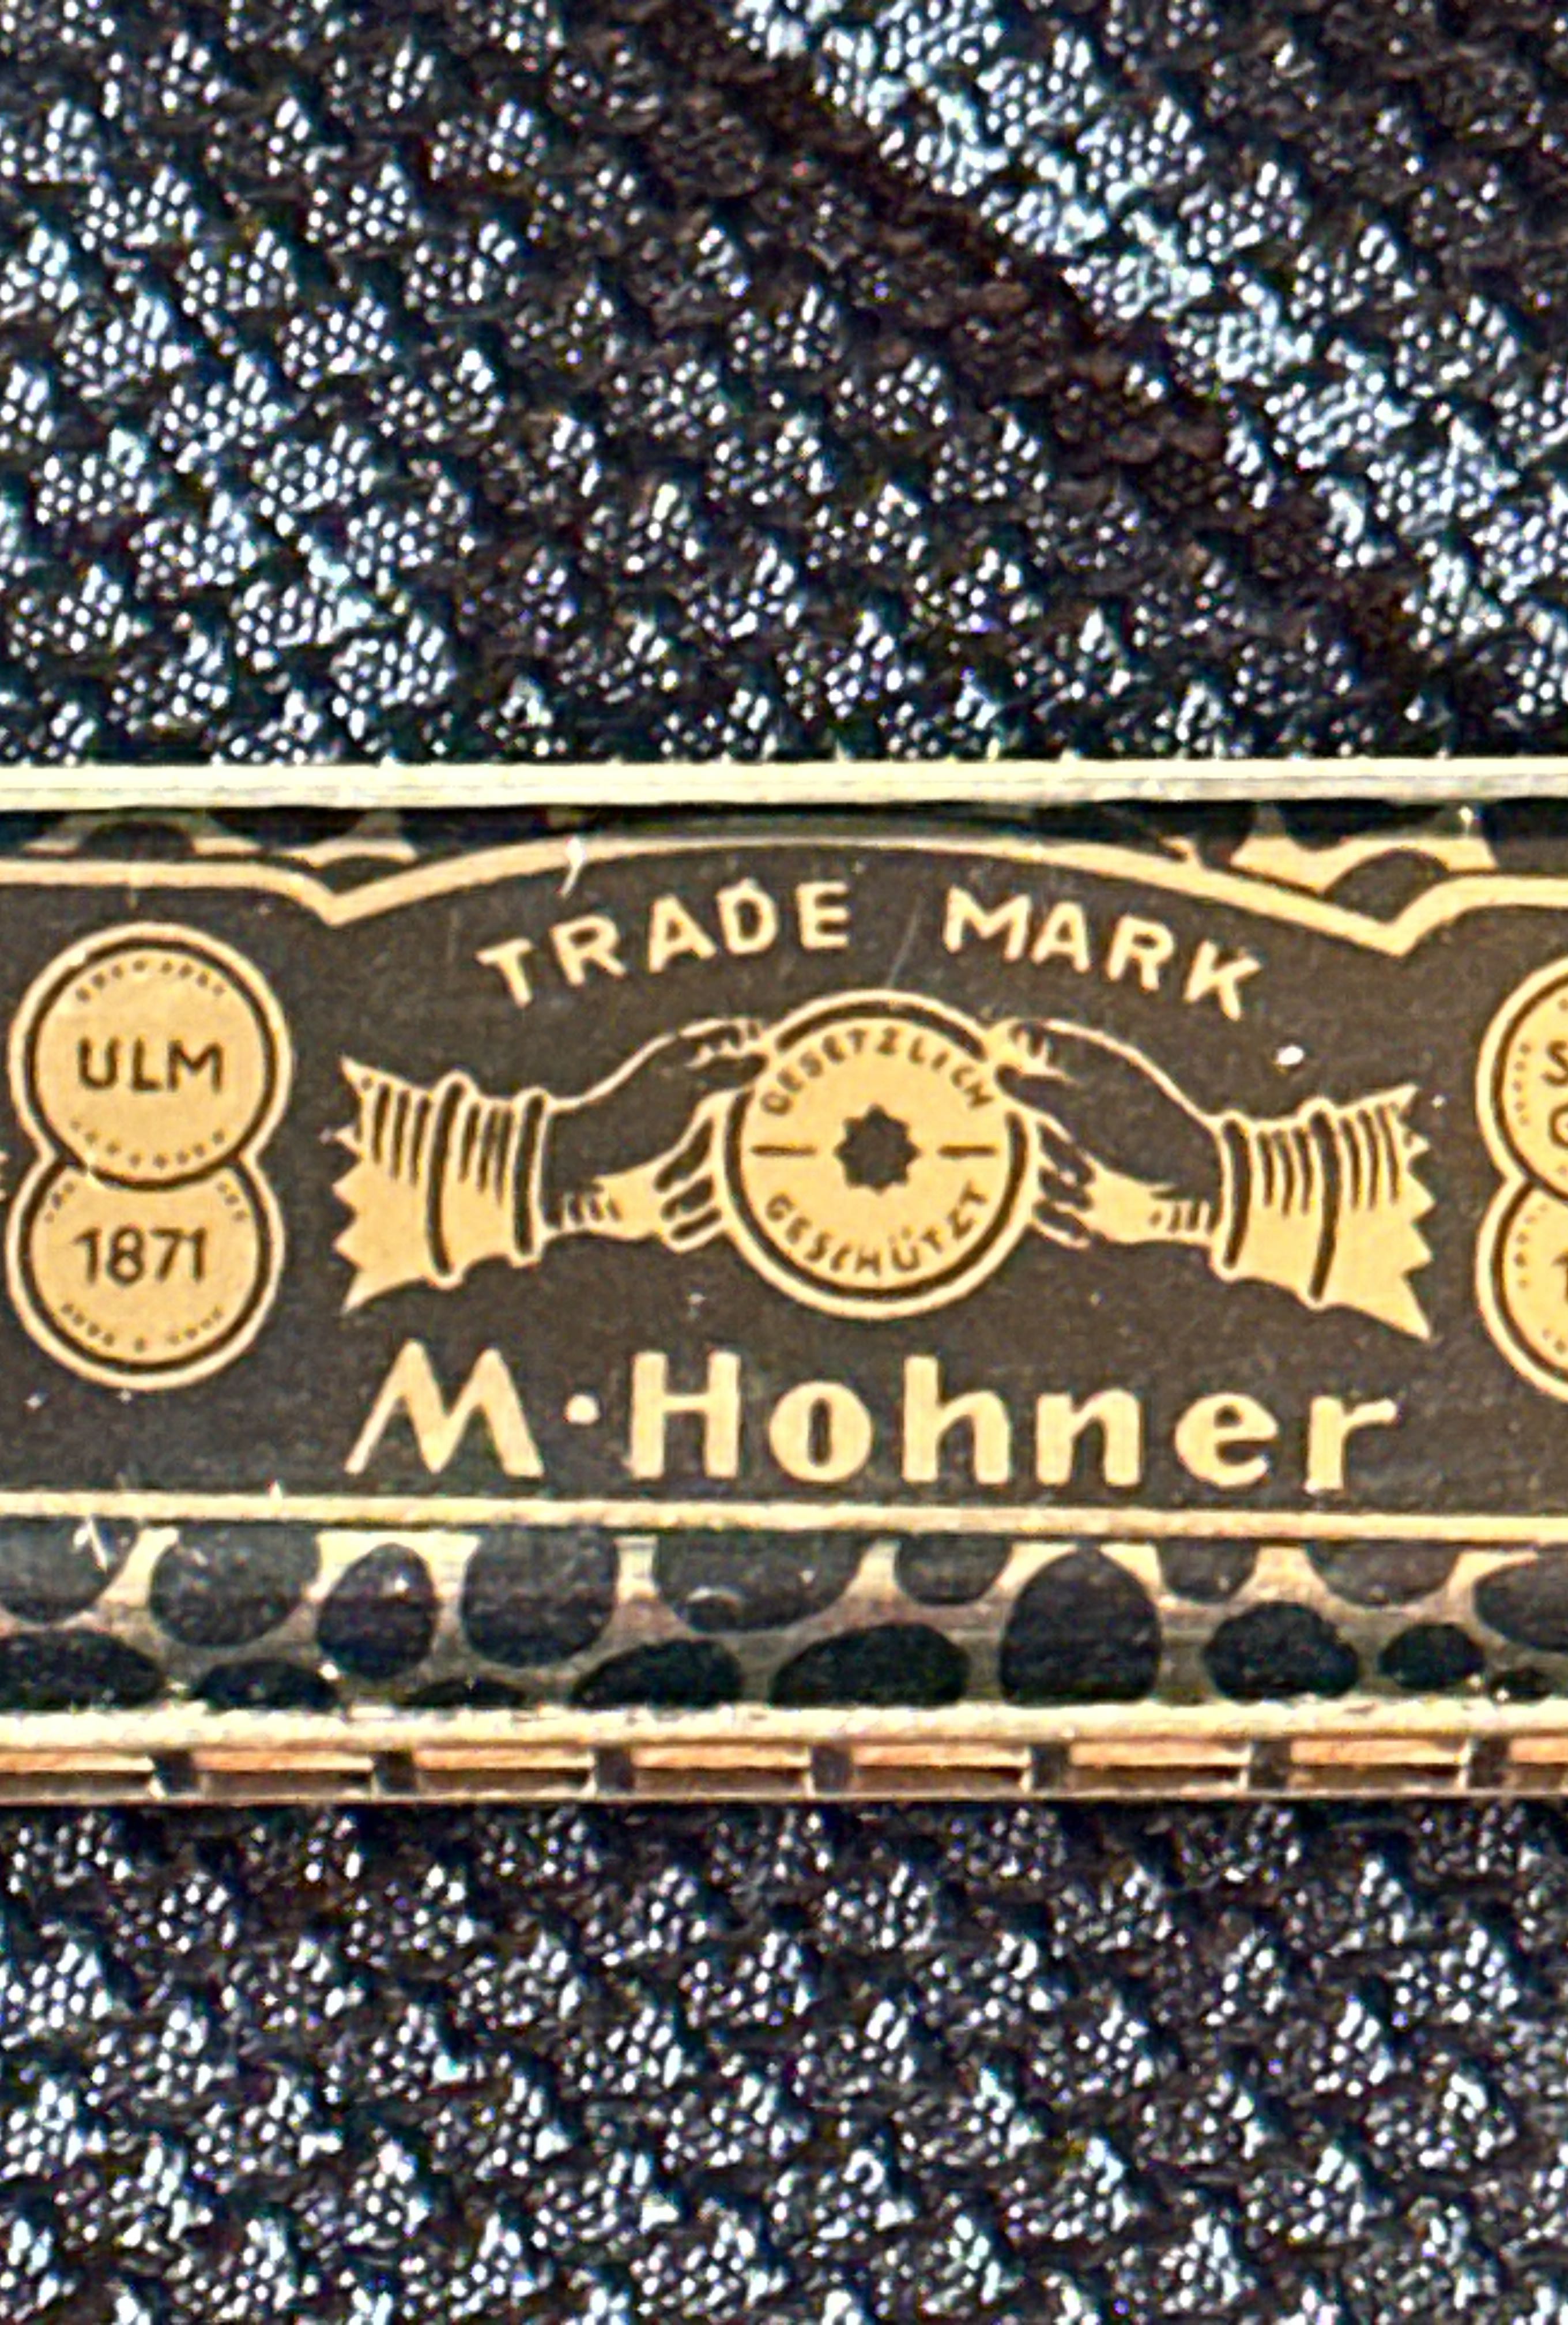 TRADE MARK
ULM
1871
GESETZLICH
GESCHÜTZT
M·Hohner